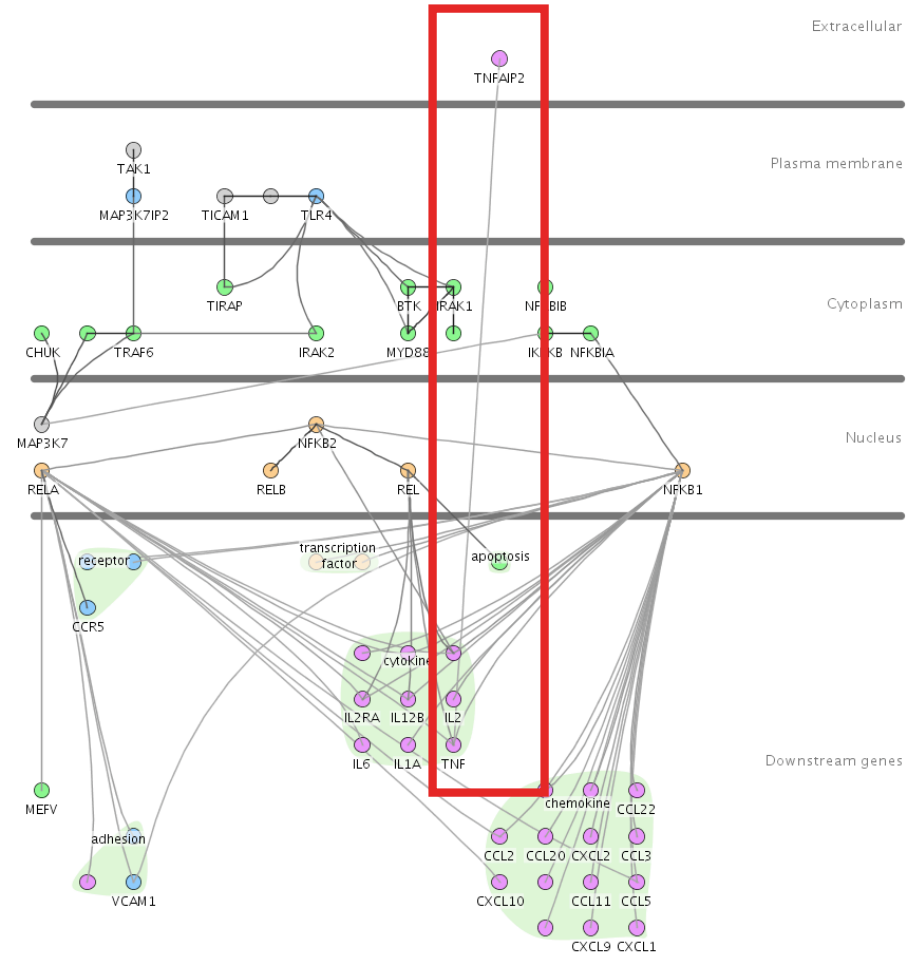 Extracellular
TNFAIP2
TAK1
Plasma membrane
MAP3K7IP2
TICAM1
TLR4
TIRAP
BTK
IRAK1
NFKBIB
Cytoplasm
CHUK
TRAF6
IRAK2
MYD88
IKBKB
NFKBIA
MAP3K7
NFKB2
Nucleus
RELA
RELB
REL
NFKB1
receptor
transcription
factor
apoptosis
CCR5
cytokine
IL2RA
IL12B
IL2
IL6
IL1A
TNF
Downstream genes
MEFV
chemokine
CCL22
adhesion
CCL2
CCL20
CXCL2
CCL3
VCAM1
CXCL10
CCL11
CCL5
CXCL9
CXCL1